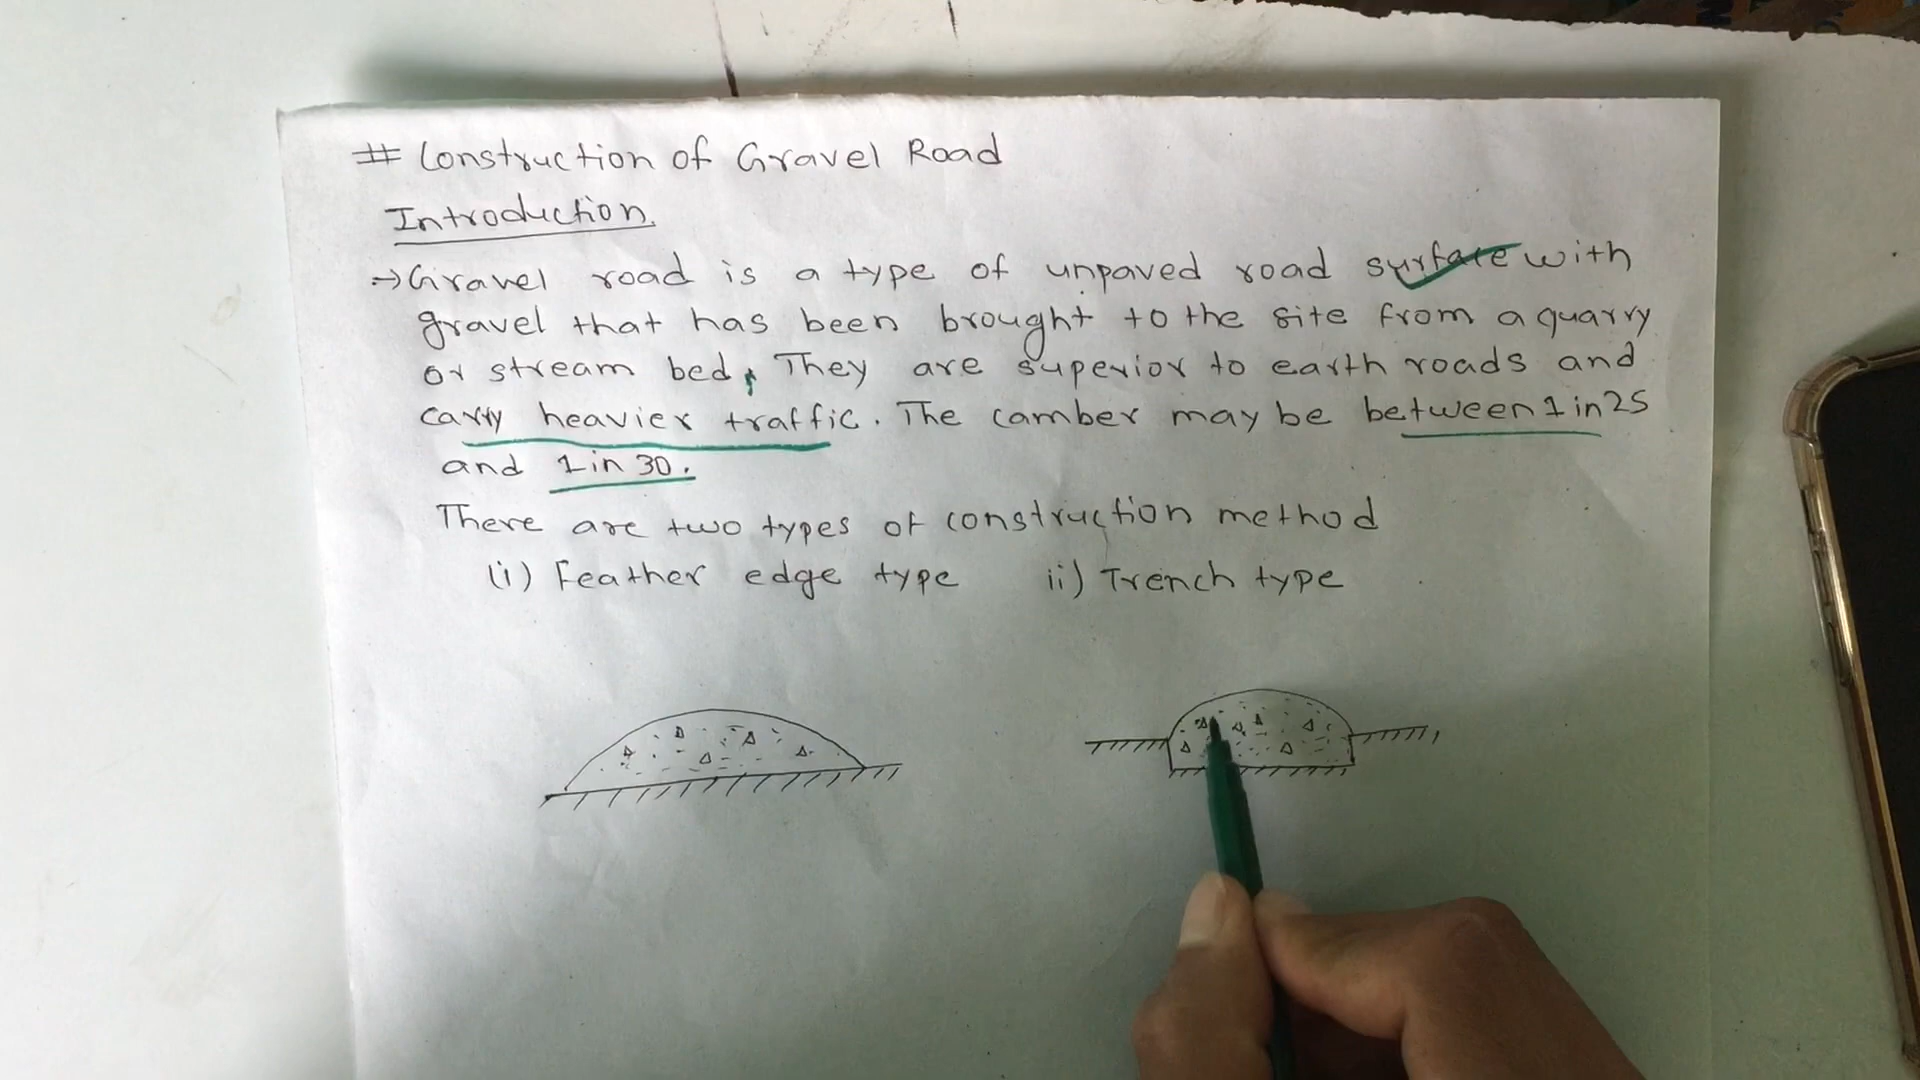 # Construction of Gravel Road
Introduction.
→ Gravel road is a type of unpaved road surface with
gravel that has been brought to the site from a quarry
or stream bed, They are superior to earth roads and
carry heavier traffic. The camber may be between 1 in 25
and 1 in 30.
There are two types of construction method
(i) Feather edge type ii) Trench type